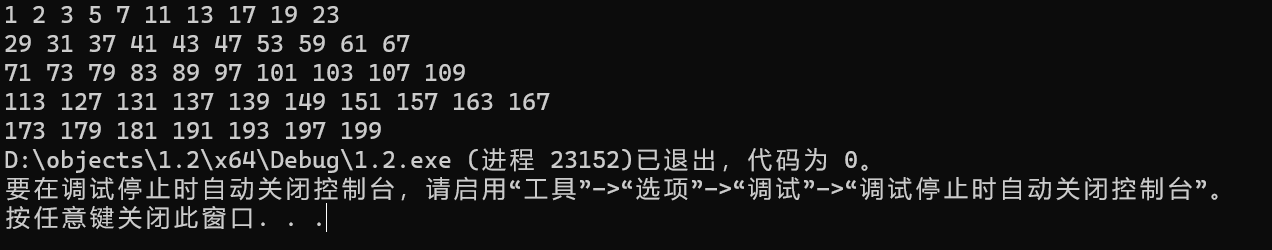 1 2 3 5 7 11 13 17 19 23
29 31 37 41 43 47 53 59 61 67
71 73 79 83 89 97 101 103 107 109
113 127 131 137 139 149 151 157 163 167
173 179 181 191 193 197 199
D:\objects\1.2\x64\Debug\1.2.exe (进程 23152)已退出，代码为 0。
要在调试停止时自动关闭控制台，请启用“工具”->“选项”->“调试”->“调试停止时自动关闭控制台”。
按任意键关闭此窗口. . .